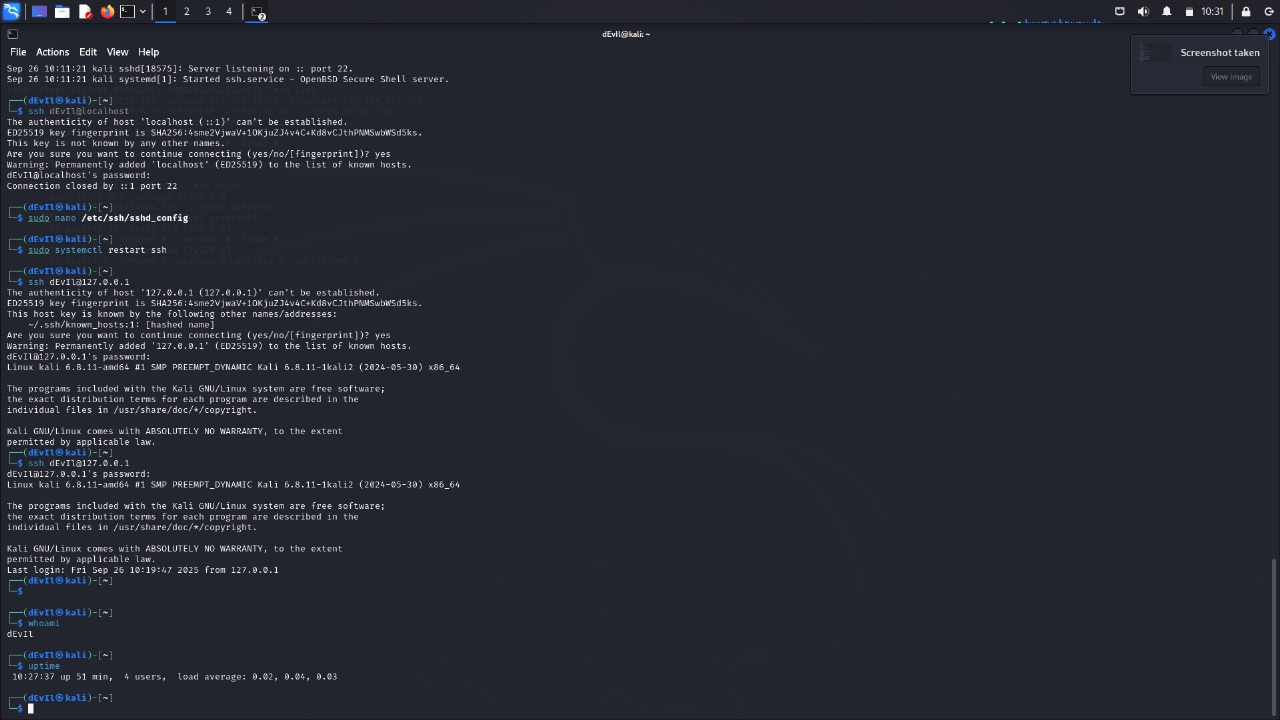 1 2 3 4 2 10:31
dEvIl@kali: ~
File Actions Edit View Help
Screenshot taken
View image
Sep 26 10:11:21 kali sshd[18575]: Server listening on :: port 22.
Sep 26 10:11:21 kali systemd[1]: Started ssh.service - OpenBSD Secure Shell server.
┌──(dEvIl㉿kali)-[~]
└─$ ssh dEvIl@localhost
The authenticity of host 'localhost (::1)' can't be established.
ED25519 key fingerprint is SHA256:4sme2VjwaV+1OKjuZJ4v4C+Kd8vCJthPNMSwbWSd5ks.
This key is not known by any other names.
Are you sure you want to continue connecting (yes/no/[fingerprint])? yes
Warning: Permanently added 'localhost' (ED25519) to the list of known hosts.
dEvIl@localhost's password:
Connection closed by ::1 port 22
┌──(dEvIl㉿kali)-[~]
└─$ sudo nano /etc/ssh/sshd_config
┌──(dEvIl㉿kali)-[~]
└─$ sudo systemctl restart ssh
┌──(dEvIl㉿kali)-[~]
└─$ ssh dEvIl@127.0.0.1
The authenticity of host '127.0.0.1 (127.0.0.1)' can't be established.
ED25519 key fingerprint is SHA256:4sme2VjwaV+1OKjuZJ4v4C+Kd8vCJthPNMSwbWSd5ks.
This host key is known by the following other names/addresses:
~/.ssh/known_hosts:1: [hashed name]
Are you sure you want to continue connecting (yes/no/[fingerprint])? yes
Warning: Permanently added '127.0.0.1' (ED25519) to the list of known hosts.
dEvIl@127.0.0.1's password:
Linux kali 6.8.11-amd64 #1 SMP PREEMPT_DYNAMIC Kali 6.8.11-1kali2 (2024-05-30) x86_64
The programs included with the Kali GNU/Linux system are free software;
the exact distribution terms for each program are described in the
individual files in /usr/share/doc/*/copyright.
Kali GNU/Linux comes with ABSOLUTELY NO WARRANTY, to the extent
permitted by applicable law.
┌──(dEvIl㉿kali)-[~]
└─$ ssh dEvIl@127.0.0.1
dEvIl@127.0.0.1's password:
Linux kali 6.8.11-amd64 #1 SMP PREEMPT_DYNAMIC Kali 6.8.11-1kali2 (2024-05-30) x86_64
The programs included with the Kali GNU/Linux system are free software;
the exact distribution terms for each program are described in the
individual files in /usr/share/doc/*/copyright.
Kali GNU/Linux comes with ABSOLUTELY NO WARRANTY, to the extent
permitted by applicable law.
Last login: Fri Sep 26 10:19:47 2025 from 127.0.0.1
┌──(dEvIl㉿kali)-[~]
└─$
┌──(dEvIl㉿kali)-[~]
└─$ whoami
dEvIl
┌──(dEvIl㉿kali)-[~]
└─$ uptime
10:27:37 up 51 min, 4 users, load average: 0.02, 0.04, 0.03
┌──(dEvIl㉿kali)-[~]
└─$